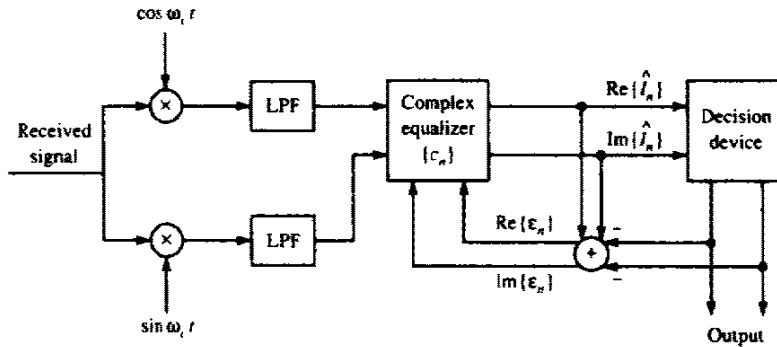 cos ω_c t
LPF
Complex
equalizer
{c_n}
Re{Î_n}
Im{Î_n}
Decision
device
Received
signal
×
Re{ε_n}
−
+
×
LPF
Im{ε_n}
−
sin ω_c t
Output